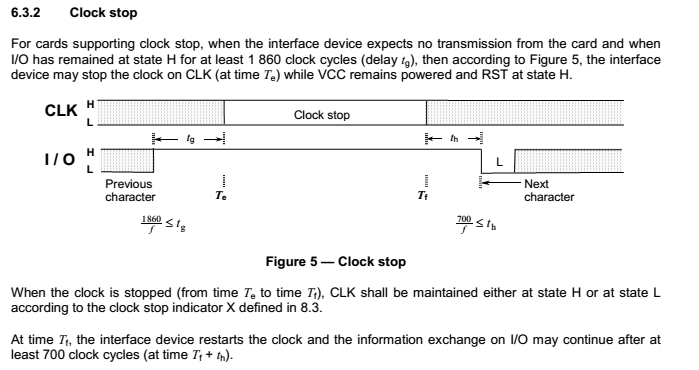 6.3.2 Clock stop
For cards supporting clock stop, when the interface device expects no transmission from the card and when
I/O has remained at state H for at least 1 860 clock cycles (delay tg), then according to Figure 5, the interface
device may stop the clock on CLK (at time Te) while VCC remains powered and RST at state H.
CLK H
L
Clock stop
tg
th
I / O H
L
L
Previous
character
Te
Tf
Next
character
1860/f ≤ tg
700/f ≤ th
Figure 5 — Clock stop
When the clock is stopped (from time Te to time Tf), CLK shall be maintained either at state H or at state L
according to the clock stop indicator X defined in 8.3.
At time Tf, the interface device restarts the clock and the information exchange on I/O may continue after at
least 700 clock cycles (at time Tf + th).